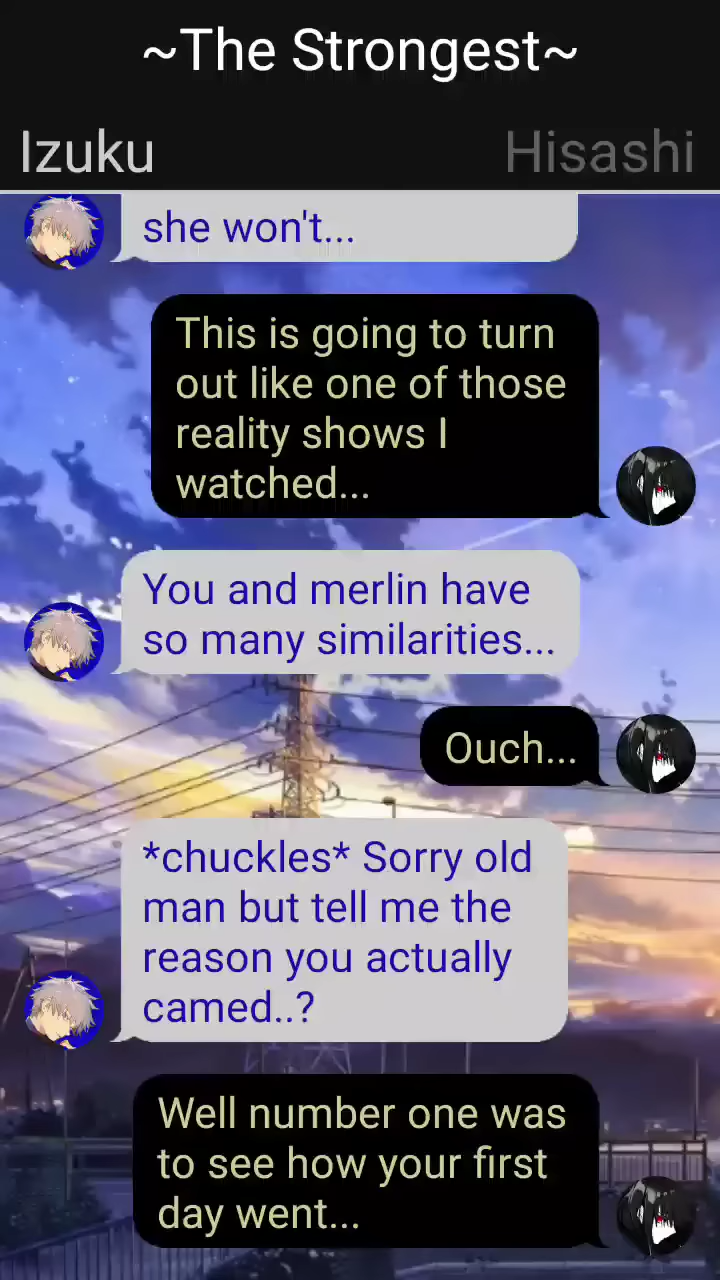 ~The Strongest~
Izuku
Hisashi
she won't...
This is going to turn
out like one of those
reality shows I
watched...
You and merlin have
so many similarities...
Ouch...
*chuckles* Sorry old
man but tell me the
reason you actually
camed..?
Well number one was
to see how your first
day went...